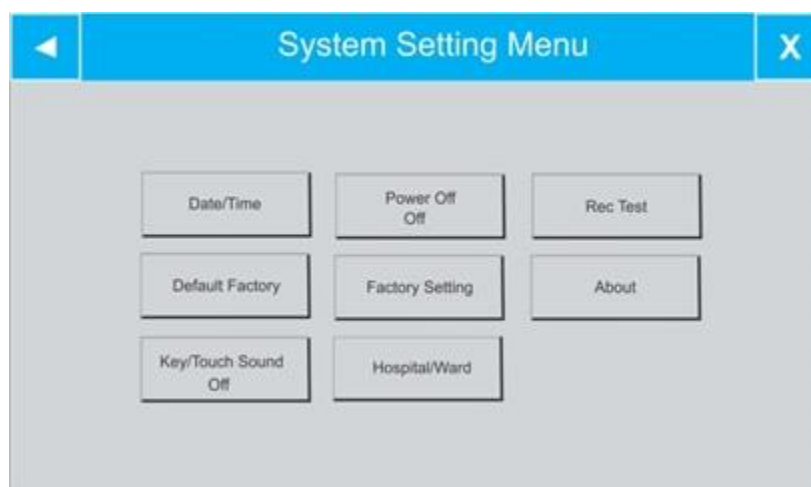 System Setting Menu
X
Date/Time
Power Off
Off
Rec Test
Default Factory
Factory Setting
About
Key/Touch Sound
Off
Hospital/Ward